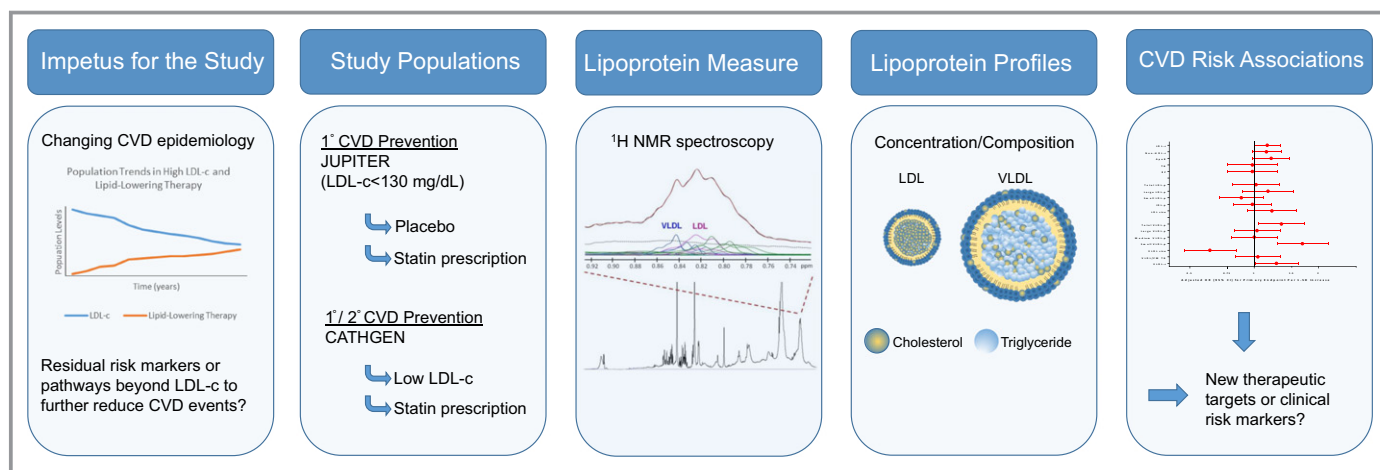 Impetus for the Study
Changing CVD epidemiology
Population Trends in High LDL-c and
Lipid-Lowering Therapy
Population Levels
Time (years)
LDL-c
Lipid-Lowering Therapy
Residual risk markers or
pathways beyond LDL-c to
further reduce CVD events?
Study Populations
1° CVD Prevention
JUPITER
(LDL-c<130 mg/dL)
Placebo
Statin prescription
1°/ 2° CVD Prevention
CATHGEN
Low LDL-c
Statin prescription
Lipoprotein Measure
¹H NMR spectroscopy
VLDL
LDL
0.92 0.90 0.88 0.86 0.84 0.82 0.80 0.78 0.76 0.74 ppm
Lipoprotein Profiles
Concentration/Composition
LDL
VLDL
Cholesterol
Triglyceride
CVD Risk Associations
New therapeutic
targets or clinical
risk markers?